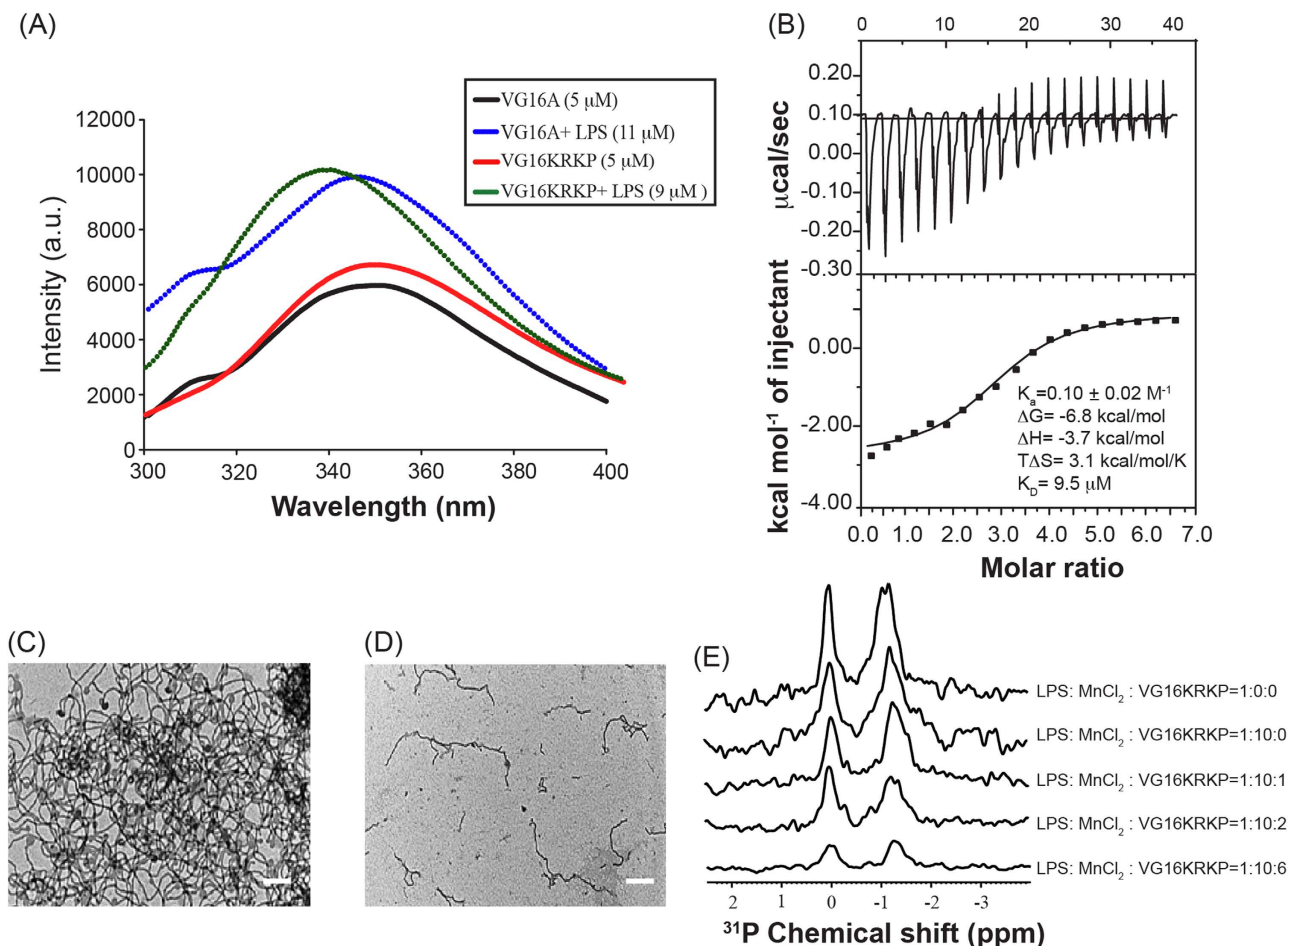 (A)
VG16A (5 μM)
VG16A+ LPS (11 μM)
VG16KRKP (5 μM)
VG16KRKP+ LPS (9 μM )
12000
10000
8000
6000
4000
2000
0
Intensity (a.u.)
300 320 340 360 380 400
Wavelength (nm)
(B)
0 10 20 30 40
0.20
0.10
0.00
-0.10
-0.20
-0.30
μcal/sec
0.00
-2.00
-4.00
kcal mol⁻¹ of injectant
Kₐ=0.10 ± 0.02 M⁻¹
ΔG= -6.8 kcal/mol
ΔH= -3.7 kcal/mol
TΔS= 3.1 kcal/mol/K
K_D= 9.5 μM
0.0 1.0 2.0 3.0 4.0 5.0 6.0 7.0
Molar ratio
(C)
(D)
(E)
LPS: MnCl₂ : VG16KRKP=1:0:0
LPS: MnCl₂ : VG16KRKP=1:10:0
LPS: MnCl₂ : VG16KRKP=1:10:1
LPS: MnCl₂ : VG16KRKP=1:10:2
LPS: MnCl₂ : VG16KRKP=1:10:6
2 1 0 -1 -2 -3
³¹P Chemical shift (ppm)